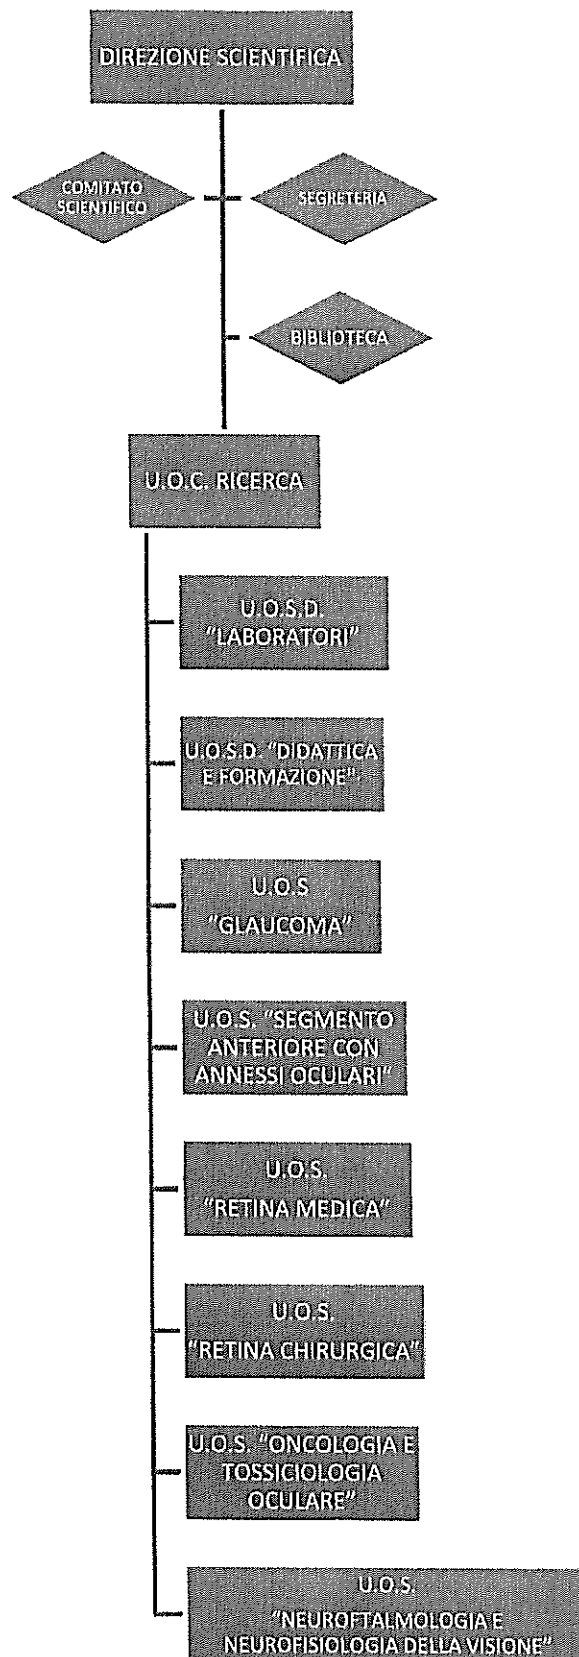 DIREZIONE SCIENTIFICA
COMITATO
SCIENTIFICO
SEGRETERIA
BIBLIOTECA
U.O.C. RICERCA
U.O.S.D.
"LABORATORI"
U.O.S.D. "DIDATTICA
E FORMAZIONE"
U.O.S
"GLAUCOMA"
U.O.S. "SEGMENTO
ANTERIORE CON
ANNESSI OCULARI"
U.O.S.
"RETINA MEDICA"
U.O.S.
"RETINA CHIRURGICA"
U.O.S. "ONCOLOGIA E
TOSSICIOLOGIA
OCULARE"
U.O.S.
"NEUROFTALMOLOGIA E
NEUROFISIOLOGIA DELLA VISIONE"